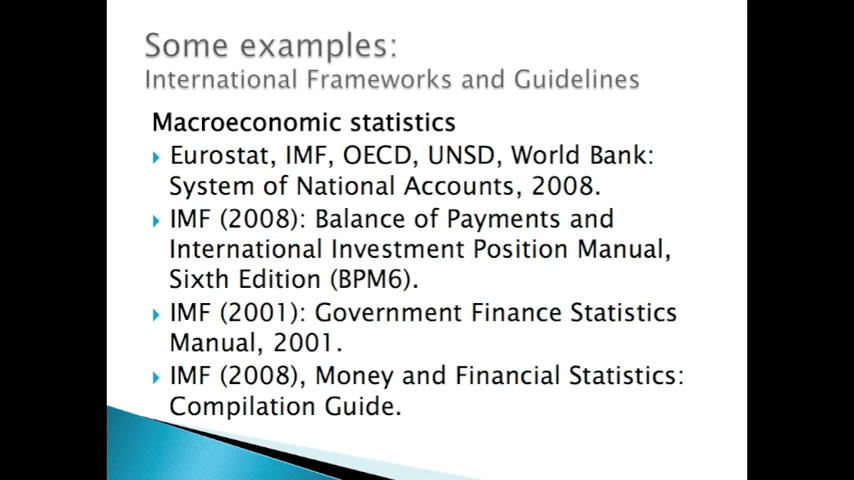 Some examples:
International Frameworks and Guidelines
Macroeconomic statistics
Eurostat, IMF, OECD, UNSD, World Bank:
System of National Accounts, 2008.
IMF (2008): Balance of Payments and
International Investment Position Manual,
Sixth Edition (BPM6).
IMF (2001): Government Finance Statistics
Manual, 2001.
IMF (2008), Money and Financial Statistics:
Compilation Guide.